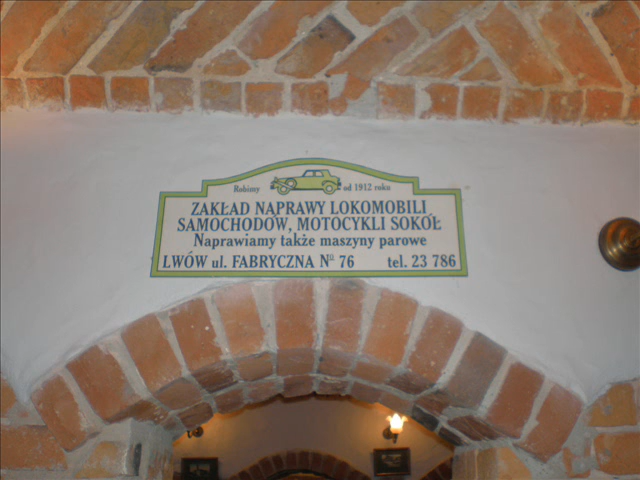 Robimy od 1912 roku
ZAKŁAD NAPRAWY LOKOMOBILI
SAMOCHODÓW, MOTOCYKLI SOKÓŁ
Naprawiamy także maszyny parowe
LWÓW ul. FABRYCZNA Nº 76 tel. 23 786